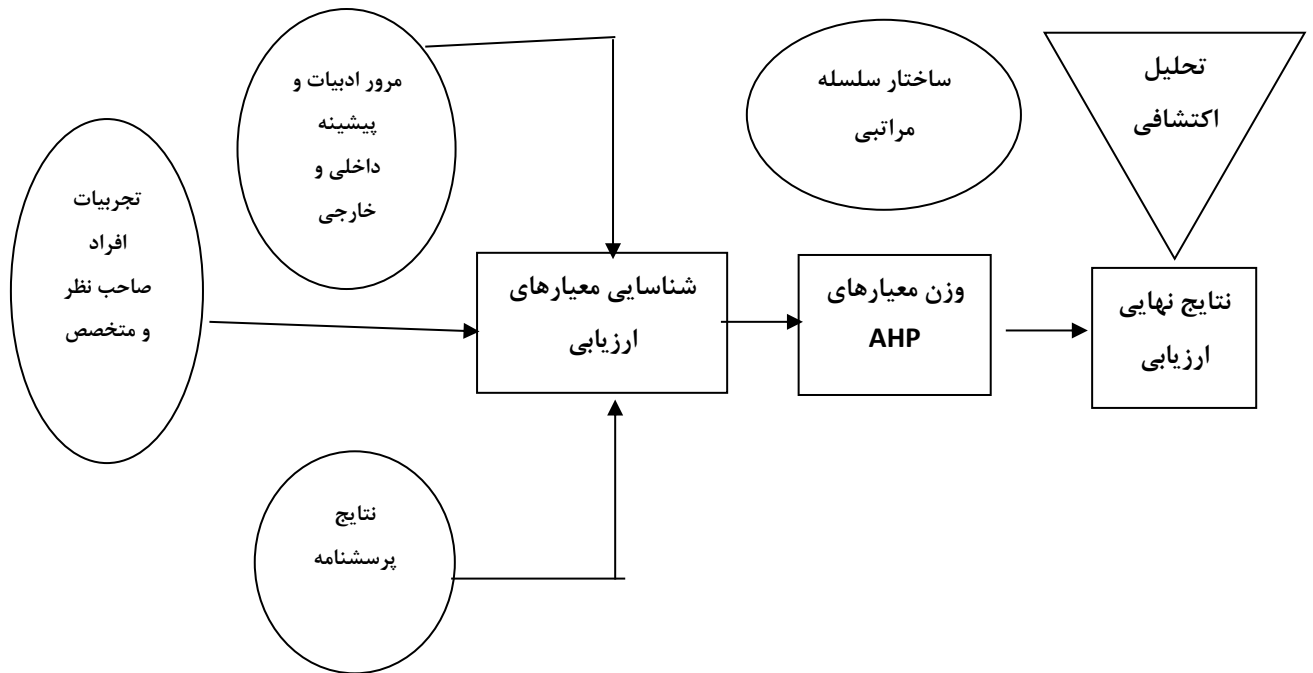 مرور ادبیات و
پیشینه
داخلی و
خارجی
ساختار سلسله
مراتبی
تحلیل
اکتشافی
تجربیات
افراد
صاحب نظر
و متخصص
شناسایی معیارهای
ارزیابی
وزن معیارهای
AHP
نتایج نهایی
ارزیابی
نتایج
پرسشنامه